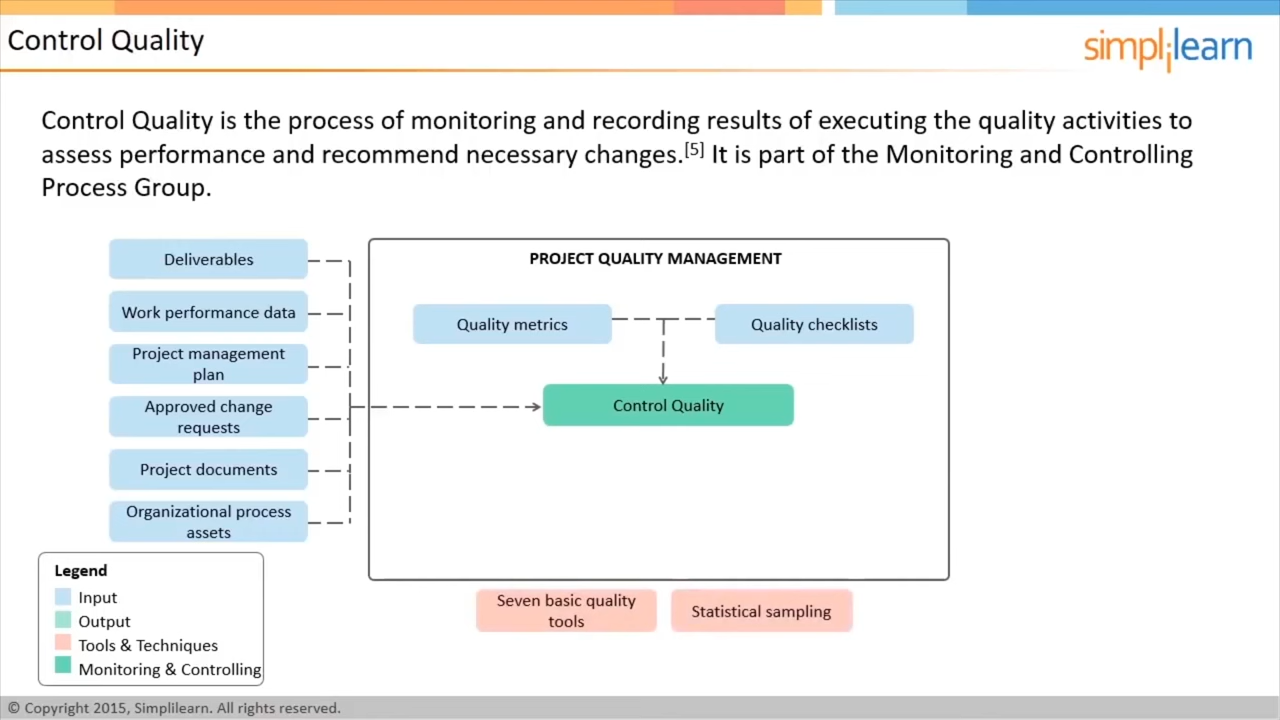 Control Quality
simplilearn
Control Quality is the process of monitoring and recording results of executing the quality activities to
assess performance and recommend necessary changes.[5] It is part of the Monitoring and Controlling
Process Group.
Deliverables
Work performance data
Project management
plan
Approved change
requests
Project documents
Organizational process
assets
PROJECT QUALITY MANAGEMENT
Quality metrics
Quality checklists
Control Quality
Seven basic quality
tools
Statistical sampling
Legend
Input
Output
Tools & Techniques
Monitoring & Controlling
© Copyright 2015, Simplilearn. All rights reserved.